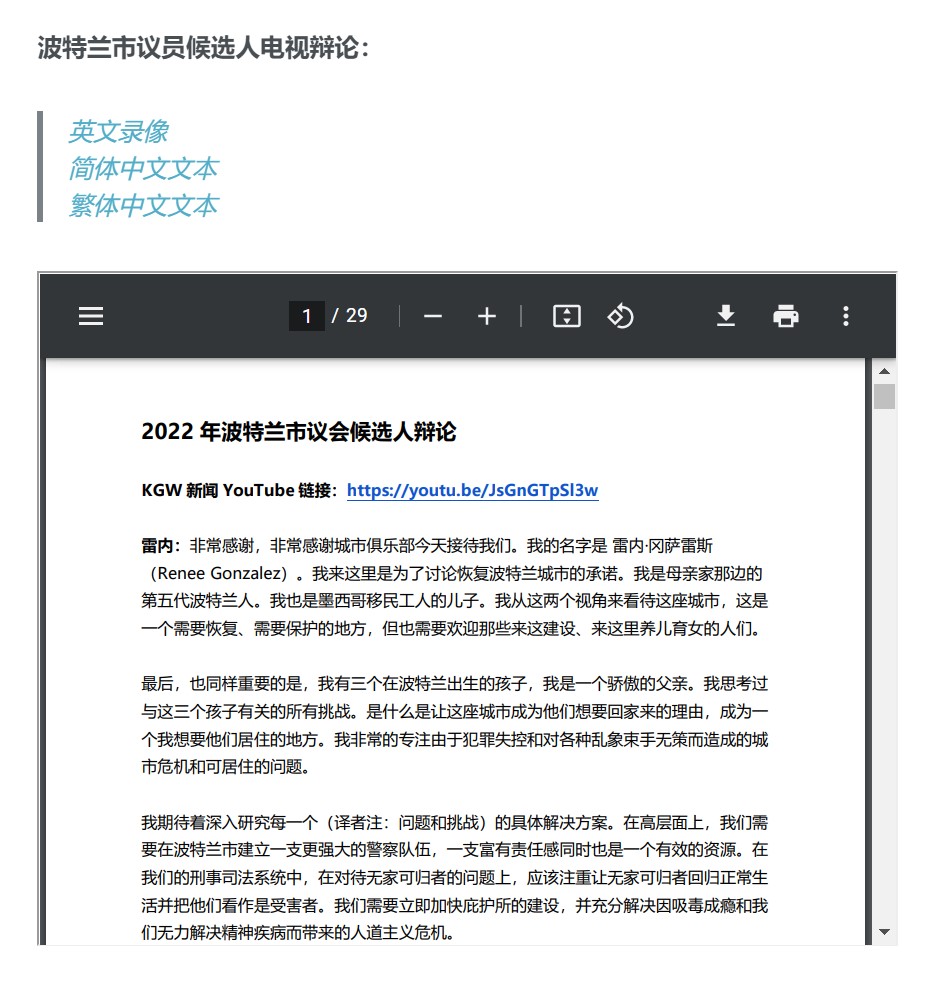 波特兰市议员候选人电视辩论：
英文录像
简体中文文本
繁体中文文本
1 / 29
2022 年波特兰市议会候选人辩论
KGW 新闻 YouTube 链接：https://youtu.be/JsGnGTpSl3w
雷内：非常感谢，非常感谢城市俱乐部今天接待我们。我的名字是 雷内·冈萨雷斯
（Renee Gonzalez）。我来这里是为了讨论恢复波特兰城市的承诺。我是母亲家那边的
第五代波特兰人。我也是墨西哥移民工人的儿子。我从这两个视角来看待这座城市，这是
一个需要恢复、需要保护的地方，但也需要欢迎那些来这建设、来这里养儿育女的人们。
最后，也同样重要的是，我有三个在波特兰出生的孩子，我是一个骄傲的父亲。我思考过
与这三个孩子有关的所有挑战。是什么是让这座城市成为他们想要回家来的理由，成为一
个我想要他们居住的地方。我非常的专注由于犯罪失控和对各种乱象束手无策而造成的城
市危机和可居住的问题。
我期待着深入研究每一个（译者注：问题和挑战）的具体解决方案。在高层面上，我们需
要在波特兰市建立一支更强大的警察队伍，一支富有责任感同时也是一个有效的资源。在
我们的刑事司法系统中，在对待无家可归者的问题上，应该注重让无家可归者回归正常生
活并把他们看作是受害者。我们需要立即加快庇护所的建设，并充分解决因吸毒成瘾和我
们无力解决精神疾病而带来的人道主义危机。